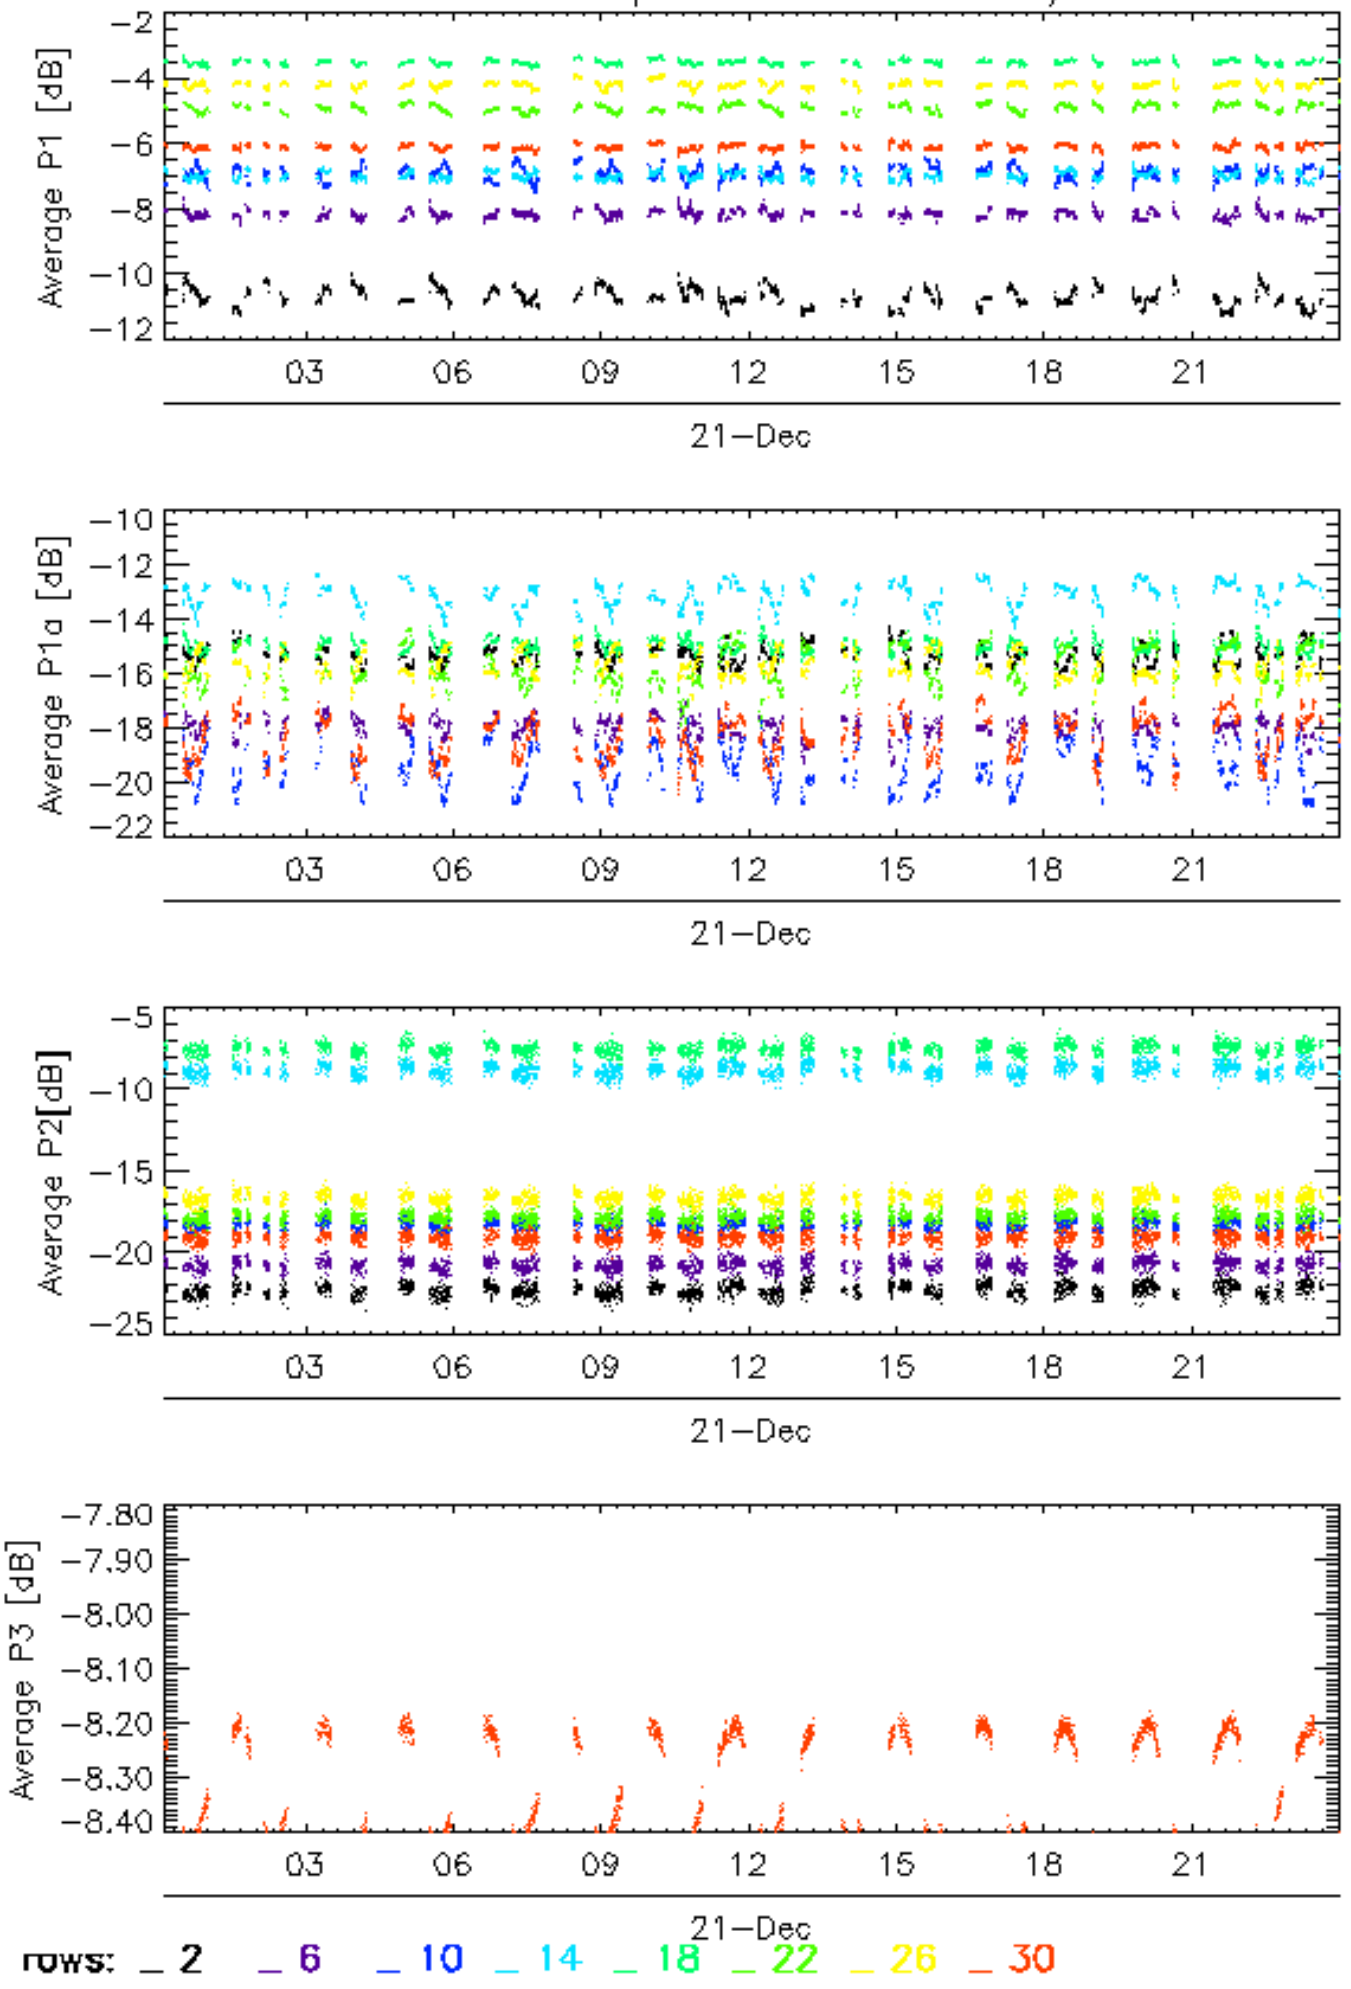 Average P1 [dB]
−2
−4
−6
−8
−10
−12
03 06 09 12 15 18 21
21−Dec
Average P1a [dB]
−10
−12
−14
−16
−18
−20
−22
03 06 09 12 15 18 21
21−Dec
Average P2[dB]
−5
−10
−15
−20
−25
03 06 09 12 15 18 21
21−Dec
Average P3 [dB]
−7.80
−7.90
−8.00
−8.10
−8.20
−8.30
−8.40
03 06 09 12 15 18 21
21−Dec
rows: _ 2 _ 6 _ 10 _ 14 _ 18 _ 22 _ 26 _ 30